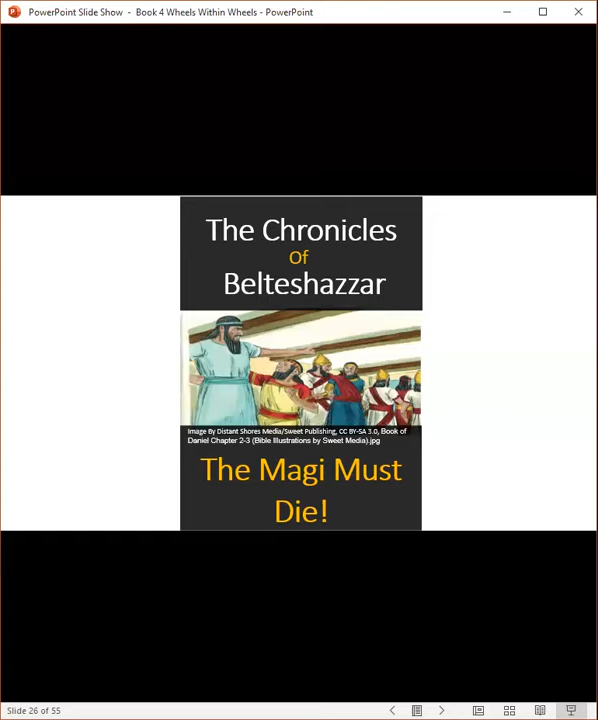 PowerPoint Slide Show - Book 4 Wheels Within Wheels - PowerPoint
The Chronicles
Of
Belteshazzar
Image By Distant Shores Media/Sweet Publishing, CC BY-SA 3.0, Book of
Daniel Chapter 2-3 (Bible Illustrations by Sweet Media).jpg
The Magi Must
Die!
Slide 26 of 55